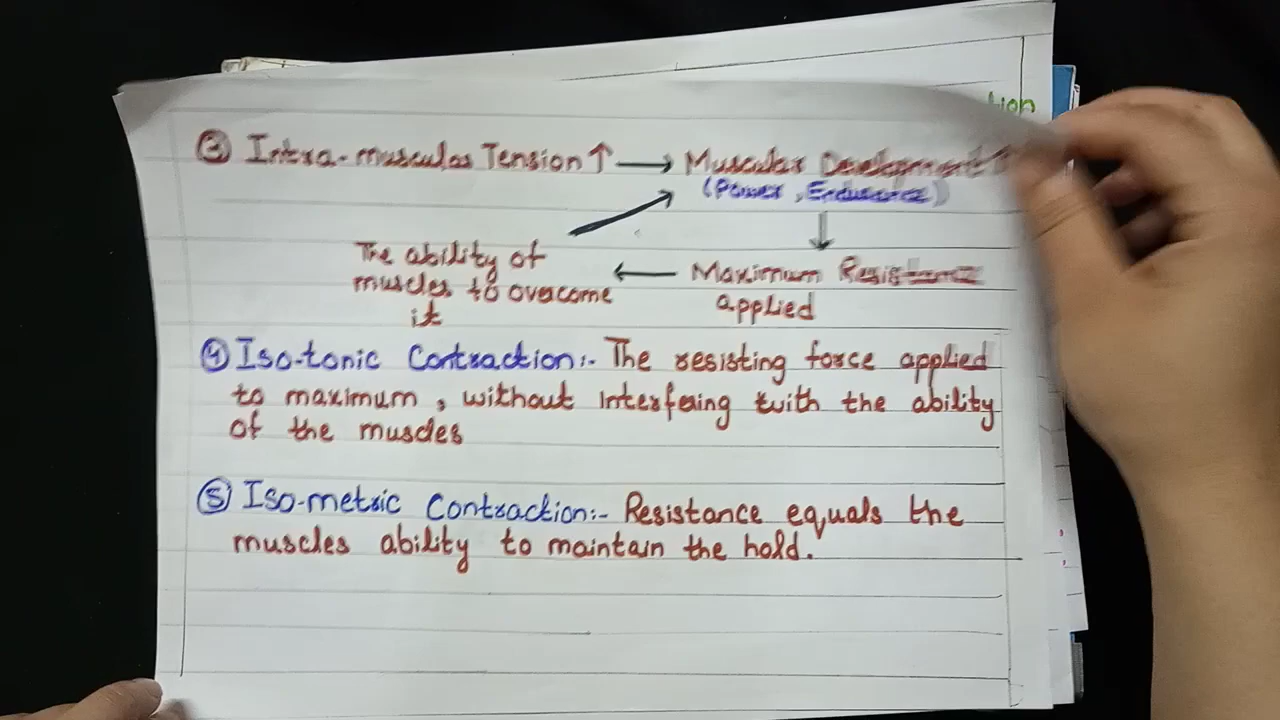 tion
③ Intra-muscular Tension ↑ → Muscular Development ↑
(Power, Endurance)
The ability of
muscles to overcome
it
← Maximum Resistance
applied
④ Iso-tonic Contraction:- The resisting force applied
to maximum, without interfering with the ability
of the muscles
⑤ Iso-metric Contraction:- Resistance equals the
muscles ability to maintain the hold.